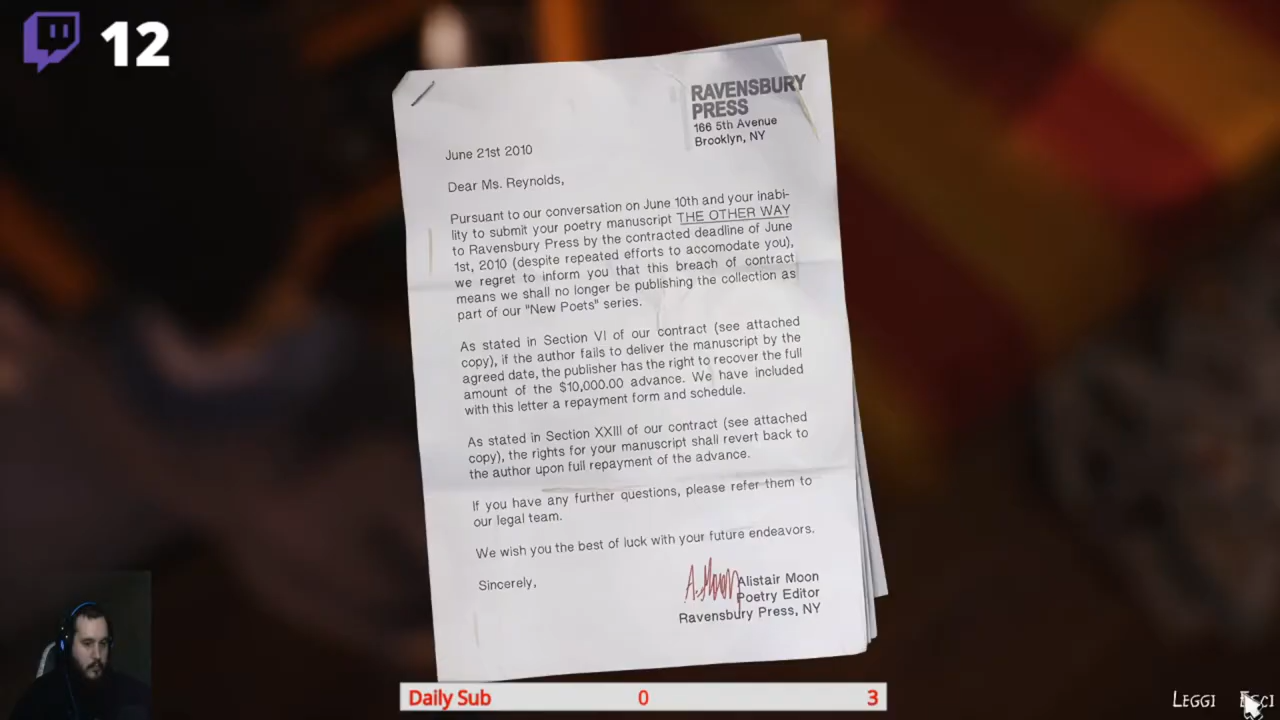 12
RAVENSBURY
PRESS
166 5th Avenue
Brooklyn, NY
June 21st 2010
Dear Ms. Reynolds,
Pursuant to our conversation on June 10th and your inabi-
lity to submit your poetry manuscript THE OTHER WAY
to Ravensbury Press by the contracted deadline of June
1st, 2010 (despite repeated efforts to accomodate you),
we regret to inform you that this breach of contract
means we shall no longer be publishing the collection as
part of our "New Poets" series.
As stated in Section VI of our contract (see attached
copy), if the author fails to deliver the manuscript by the
agreed date, the publisher has the right to recover the full
amount of the $10,000.00 advance. We have included
with this letter a repayment form and schedule.
As stated in Section XXIII of our contract (see attached
copy), the rights for your manuscript shall revert back to
the author upon full repayment of the advance.
If you have any further questions, please refer them to
our legal team.
We wish you the best of luck with your future endeavors.
Sincerely,
A. Moon
Alistair Moon
Poetry Editor
Ravensbury Press, NY
Daily Sub 0 3
LEGGI ESCI